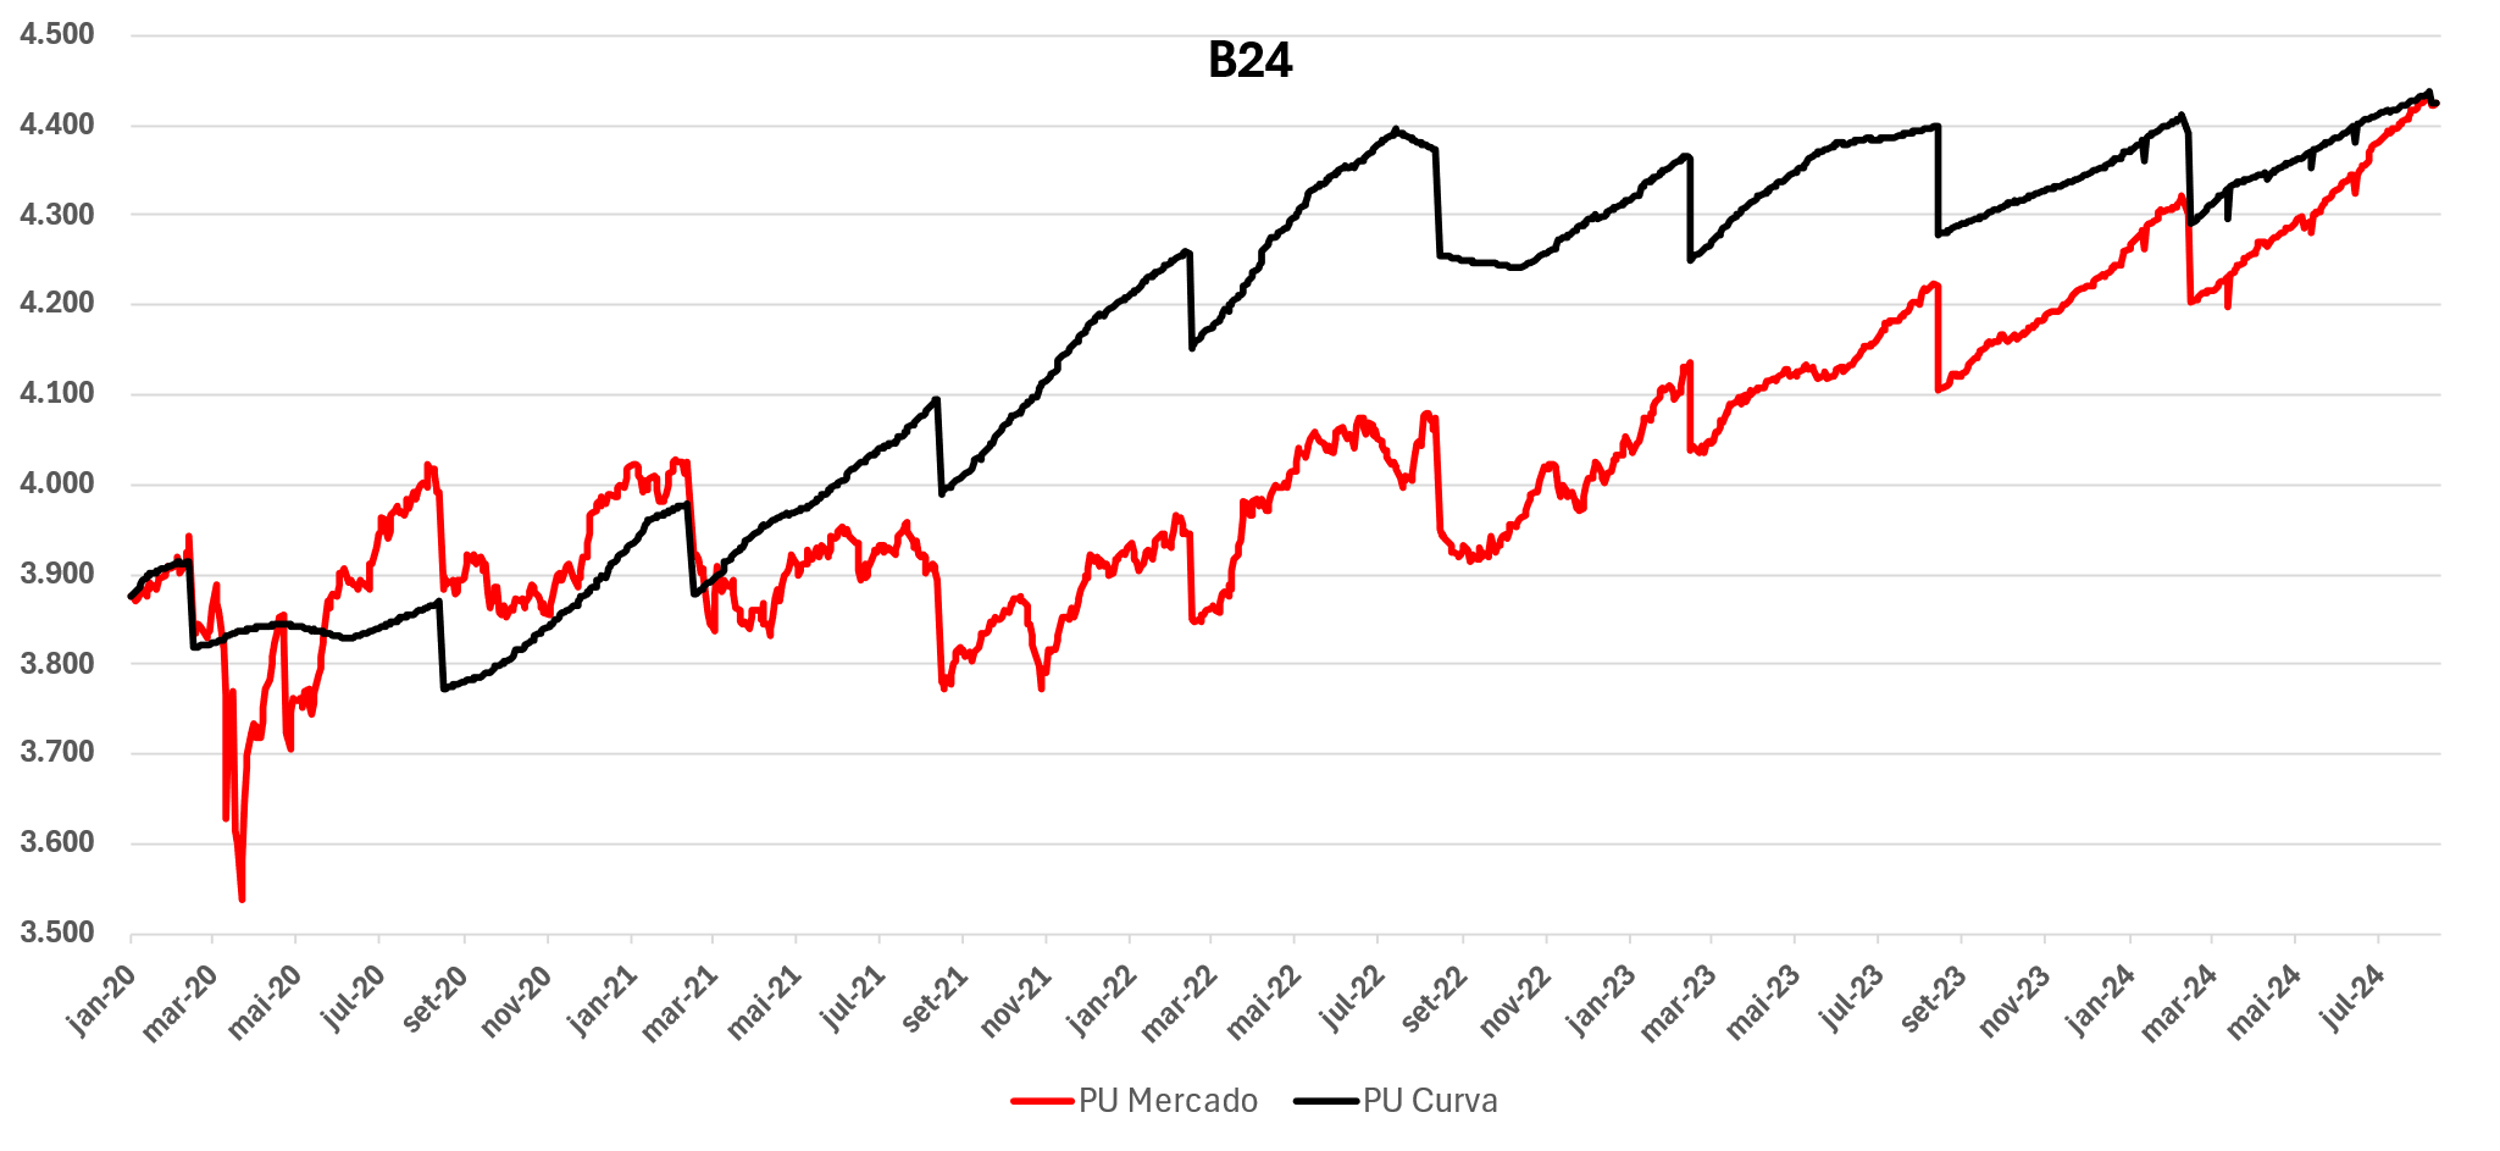 B24
4.500
4.400
4.300
4.200
4.100
4.000
3.900
3.800
3.700
3.600
3.500
jan-20
mar-20
mai-20
jul-20
set-20
nov-20
jan-21
mar-21
mai-21
jul-21
set-21
nov-21
jan-22
mar-22
mai-22
jul-22
set-22
nov-22
jan-23
mar-23
mai-23
jul-23
set-23
nov-23
jan-24
mar-24
mai-24
jul-24
PU Mercado
PU Curva